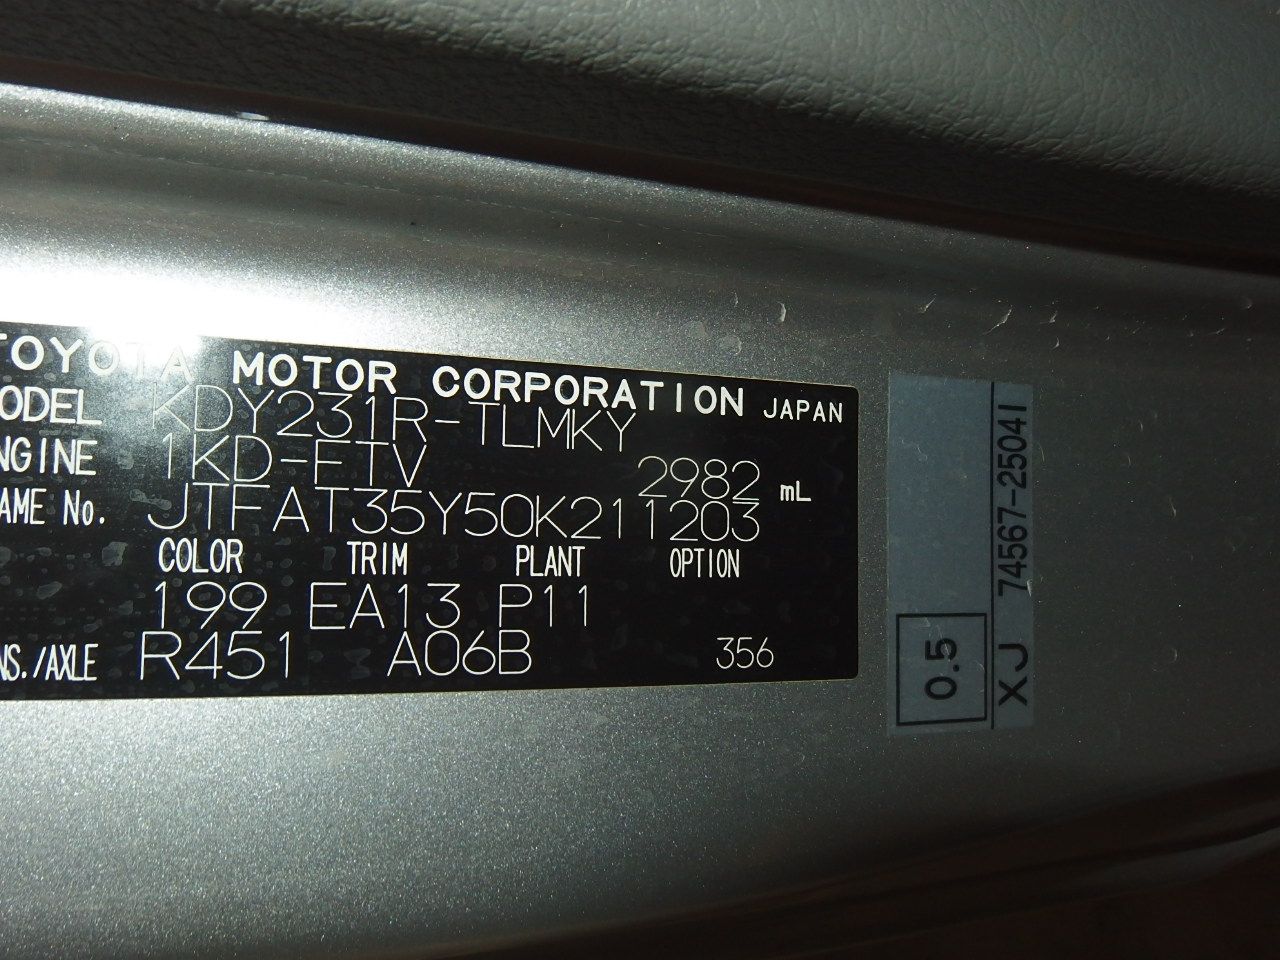 TOYOTA MOTOR CORPORATION JAPAN
ODEL KDY231R-TLMKY
NGINE 1KD-FTV 2982 mL
AME No. JTFAT35Y50K211203
COLOR TRIM PLANT OPTION
199 EA13 P11
NS./AXLE R451 A06B 356
0.5
XJ 74567-25041